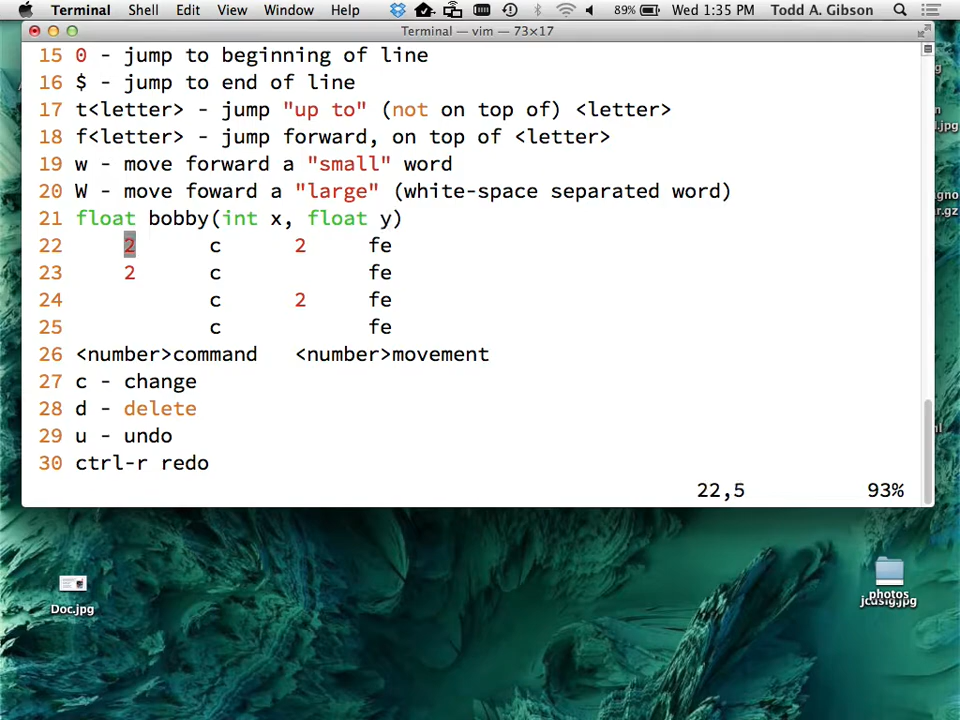 Terminal Shell Edit View Window Help 89% Wed 1:35 PM Todd A. Gibson
Terminal — vim — 73×17
15 0 - jump to beginning of line
16 $ - jump to end of line
17 t<letter> - jump "up to" (not on top of) <letter>
18 f<letter> - jump forward, on top of <letter>
19 w - move forward a "small" word
20 W - move foward a "large" (white-space separated word)
21 float bobby(int x, float y)
22 2 c 2 fe
23 2 c fe
24 c 2 fe
25 c fe
26 <number>command <number>movement
27 c - change
28 d - delete
29 u - undo
30 ctrl-r redo
22,5 93%
Doc.jpg
photos